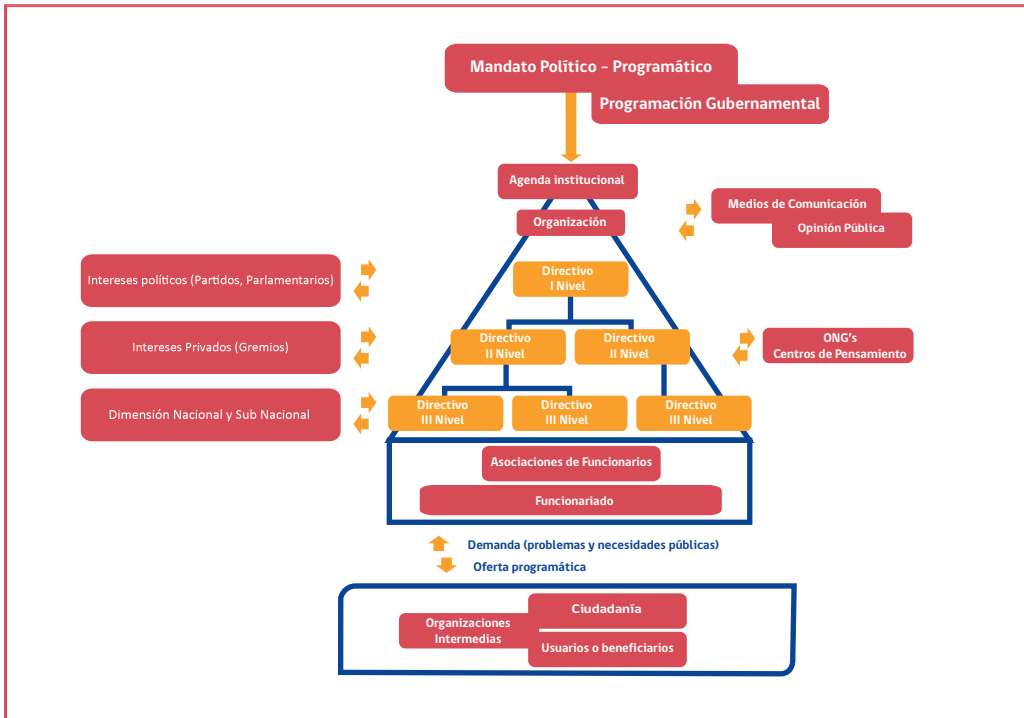 Mandato Político – Programático
Programación Gubernamental
Agenda institucional
Organización
Medios de Comunicación
Opinión Pública
Intereses políticos (Partidos, Parlamentarios)
Directivo
I Nivel
Intereses Privados (Gremios)
Directivo
II Nivel
Directivo
II Nivel
ONG's
Centros de Pensamiento
Dimensión Nacional y Sub Nacional
Directivo
III Nivel
Directivo
III Nivel
Directivo
III Nivel
Asociaciones de Funcionarios
Funcionariado
Demanda (problemas y necesidades públicas)
Oferta programática
Ciudadanía
Organizaciones
Intermedias
Usuarios o beneficiarios